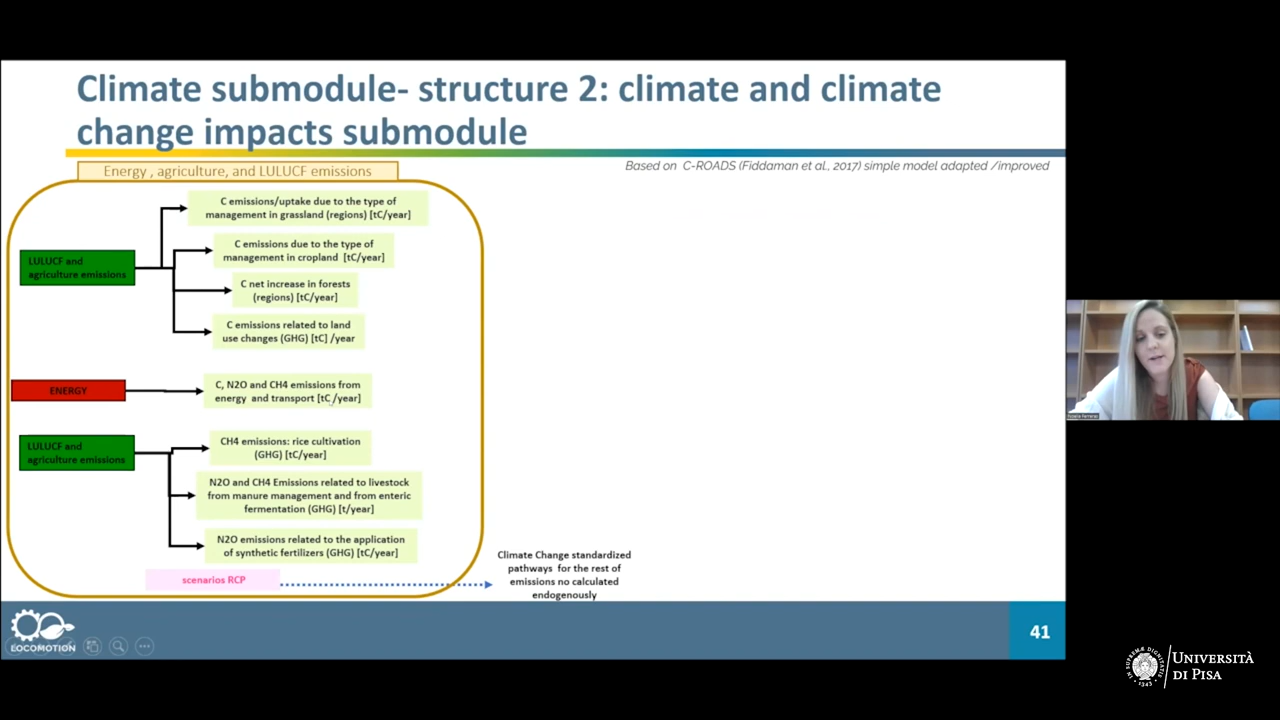 Climate submodule- structure 2: climate and climate
change impacts submodule
Based on C-ROADS (Fiddaman et al., 2017) simple model adapted /improved
Energy , agriculture, and LULUCF emissions
LULUCF and
agriculture emissions
C emissions/uptake due to the type of
management in grassland (regions) [tC/year]
C emissions due to the type of
management in cropland [tC/year]
C net increase in forests
(regions) [tC/year]
C emissions related to land
use changes (GHG) [tC] /year
ENERGY
C, N2O and CH4 emissions from
energy and transport [tC/year]
LULUCF and
agriculture emissions
CH4 emissions: rice cultivation
(GHG) [tC/year]
N2O and CH4 Emissions related to livestock
from manure management and from enteric
fermentation (GHG) [t/year]
N2O emissions related to the application
of synthetic fertilizers (GHG) [tC/year]
scenarios RCP
Climate Change standardized
pathways for the rest of
emissions no calculated
endogenously
LOCOMOTION
41
UNIVERSITÀ
DI PISA